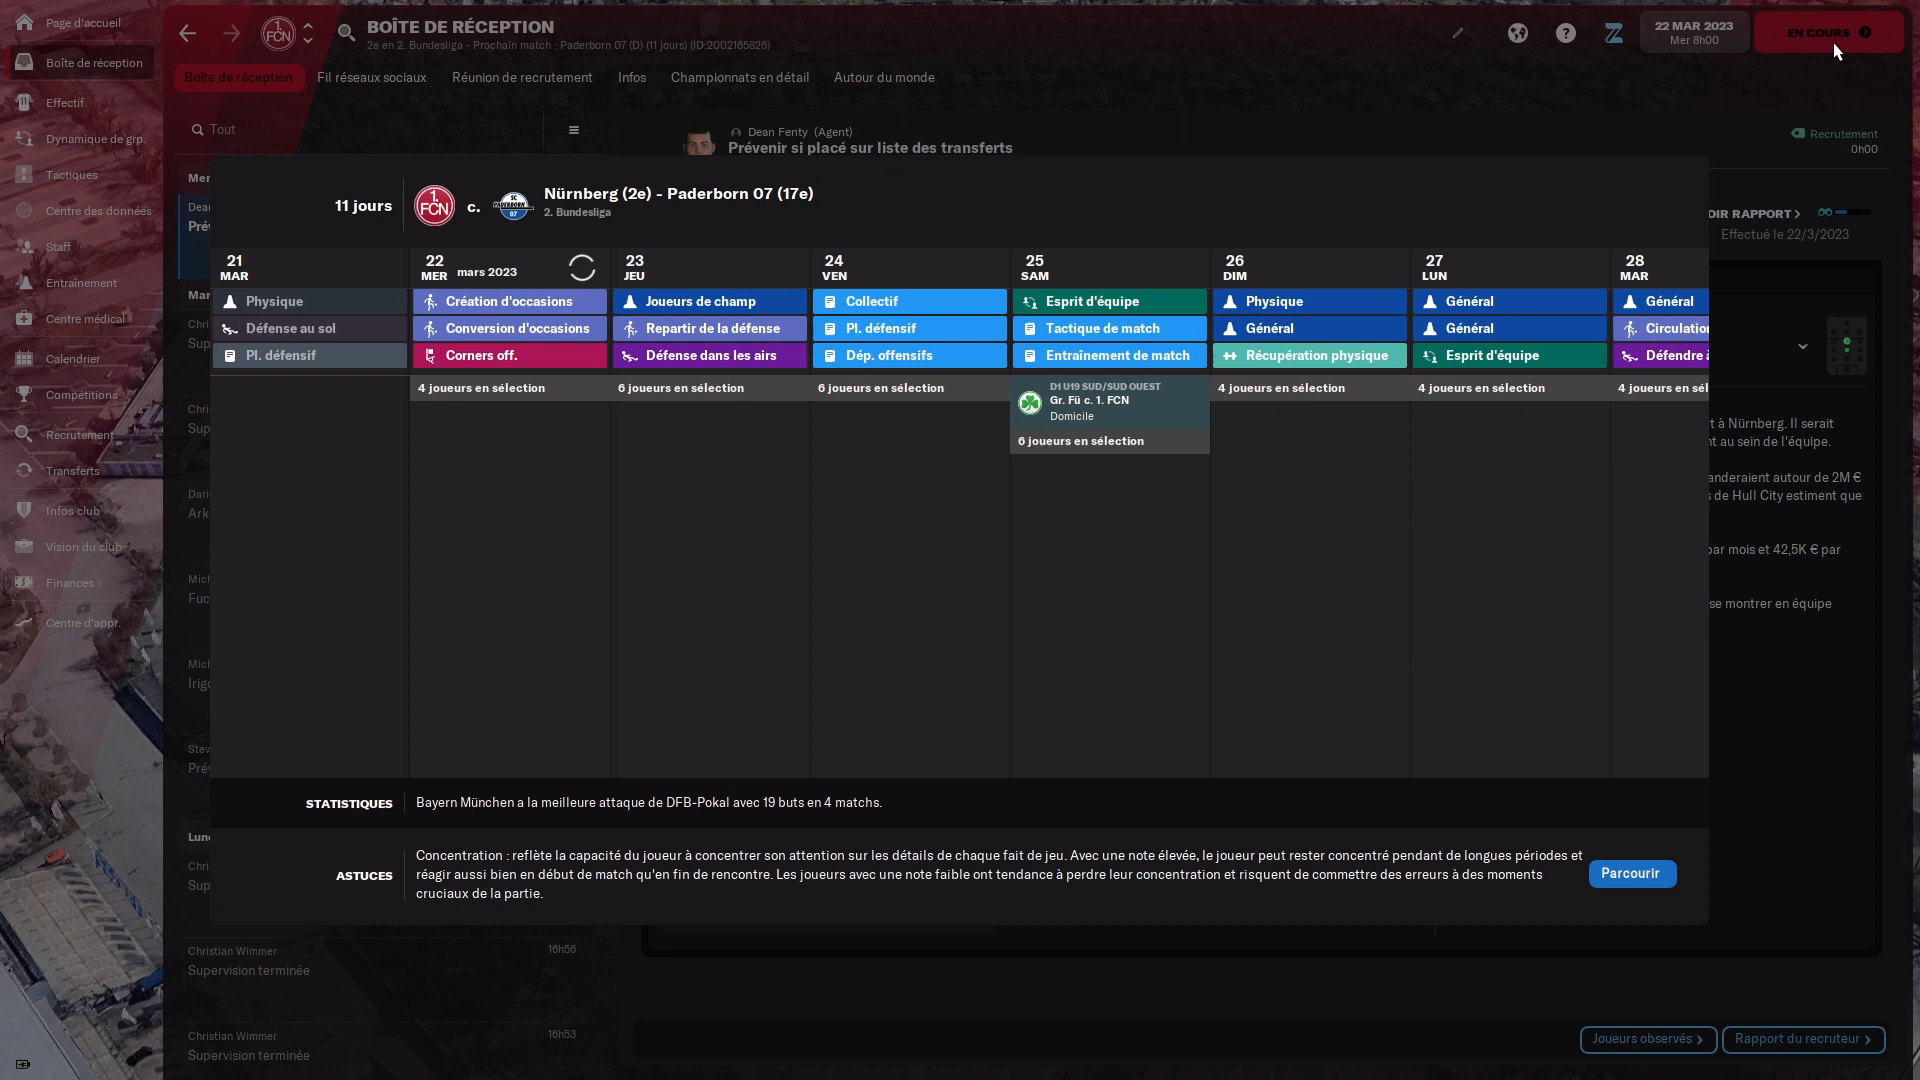 Page d'accueil
Boîte de réception
Effectif
Dynamique de grp.
Tactiques
Centre des données
Staff
Entraînement
Centre médical
Calendrier
Compétitions
Recrutement
Transferts
Infos club
Vision du club
Finances
Centre d'appr.
BOÎTE DE RÉCEPTION
2e en 2. Bundesliga - Prochain match : Paderborn 07 (D) (11 jours) (ID:2002165826)
22 MAR 2023
Mer 8h00
EN COURS
Boîte de réception
Fil réseaux sociaux
Réunion de recrutement
Infos
Championnats en détail
Autour du monde
Tout
Dean Fenty (Agent)
Prévenir si placé sur liste des transferts
Recrutement
0h00
OIR RAPPORT
Effectué le 22/3/2023
11 jours
c.
Nürnberg (2e) - Paderborn 07 (17e)
2. Bundesliga
21
MAR
Physique
Défense au sol
Pl. défensif
22
MER mars 2023
Création d'occasions
Conversion d'occasions
Corners off.
4 joueurs en sélection
23
JEU
Joueurs de champ
Repartir de la défense
Défense dans les airs
6 joueurs en sélection
24
VEN
Collectif
Pl. défensif
Dép. offensifs
6 joueurs en sélection
25
SAM
Esprit d'équipe
Tactique de match
Entraînement de match
D1 U19 SUD/SUD OUEST
Gr. Fü c. 1. FCN
Domicile
6 joueurs en sélection
26
DIM
Physique
Général
Récupération physique
4 joueurs en sélection
27
LUN
Général
Général
Esprit d'équipe
4 joueurs en sélection
28
MAR
Général
Circulation
Défendre à
4 joueurs en sél
t à Nürnberg. Il serait
nt au sein de l'équipe.
anderaient autour de 2M €
s de Hull City estiment que
par mois et 42,5K € par
se montrer en équipe
STATISTIQUES
Bayern München a la meilleure attaque de DFB-Pokal avec 19 buts en 4 matchs.
ASTUCES
Concentration : reflète la capacité du joueur à concentrer son attention sur les détails de chaque fait de jeu. Avec une note élevée, le joueur peut rester concentré pendant de longues périodes et
réagir aussi bien en début de match qu'en fin de rencontre. Les joueurs avec une note faible ont tendance à perdre leur concentration et risquent de commettre des erreurs à des moments
cruciaux de la partie.
Parcourir
Christian Wimmer
16h56
Supervision terminée
Christian Wimmer
16h53
Supervision terminée
Joueurs observés
Rapport du recruteur